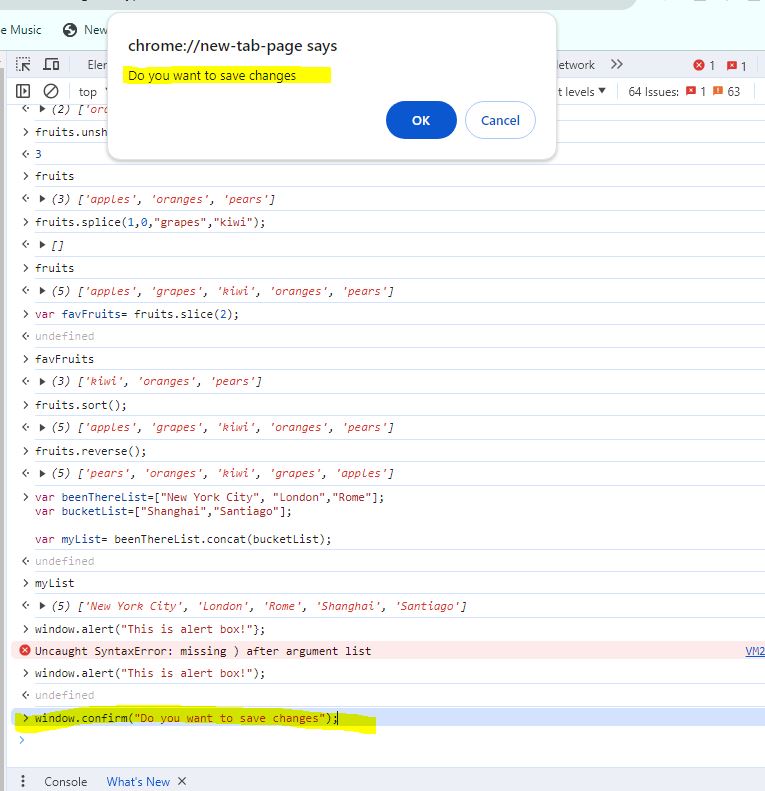 e Music
New
chrome://new-tab-page says
Do you want to save changes
OK
Cancel
Eler
etwork
1
1
top
t levels
64 Issues:
1
63
(2) ['ora
fruits.unsh
3
fruits
(3) ['apples', 'oranges', 'pears']
fruits.splice(1,0,"grapes","kiwi");
[]
fruits
(5) ['apples', 'grapes', 'kiwi', 'oranges', 'pears']
var favFruits= fruits.slice(2);
undefined
favFruits
(3) ['kiwi', 'oranges', 'pears']
fruits.sort();
(5) ['apples', 'grapes', 'kiwi', 'oranges', 'pears']
fruits.reverse();
(5) ['pears', 'oranges', 'kiwi', 'grapes', 'apples']
var beenThereList=["New York City", "London","Rome"];
var bucketList=["Shanghai","Santiago"];
var myList= beenThereList.concat(bucketList);
undefined
myList
(5) ['New York City', 'London', 'Rome', 'Shanghai', 'Santiago']
window.alert("This is alert box!"};
Uncaught SyntaxError: missing ) after argument list
VM2
window.alert("This is alert box!");
undefined
window.confirm("Do you want to save changes");
Console
What's New